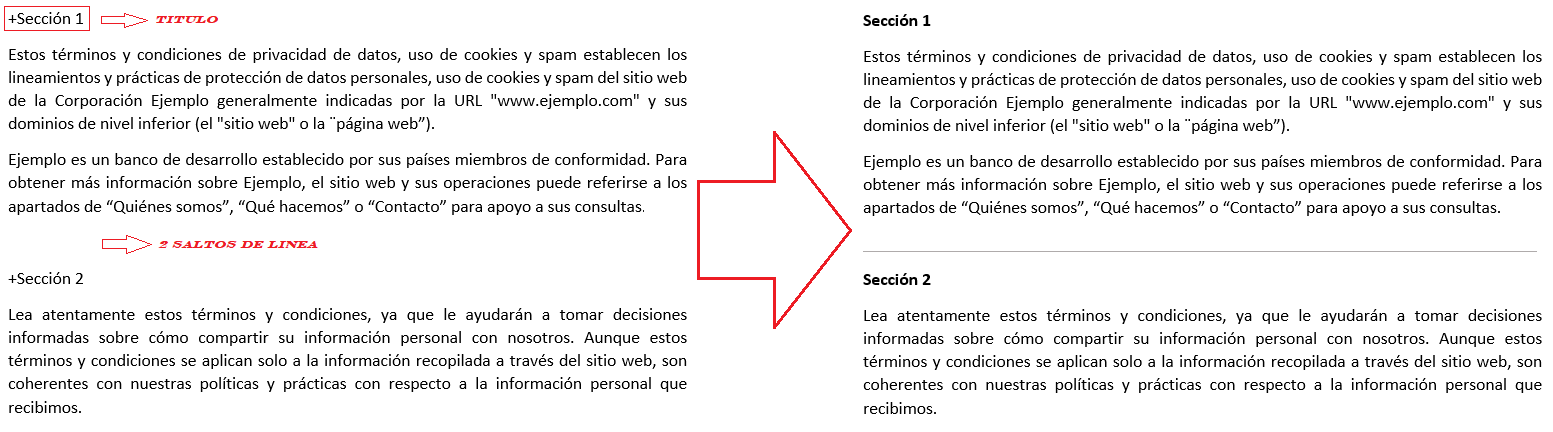 +Sección 1
TITULO
Estos términos y condiciones de privacidad de datos, uso de cookies y spam establecen los
lineamientos y prácticas de protección de datos personales, uso de cookies y spam del sitio web
de la Corporación Ejemplo generalmente indicadas por la URL "www.ejemplo.com" y sus
dominios de nivel inferior (el "sitio web" o la ¨página web”).
Ejemplo es un banco de desarrollo establecido por sus países miembros de conformidad. Para
obtener más información sobre Ejemplo, el sitio web y sus operaciones puede referirse a los
apartados de “Quiénes somos”, “Qué hacemos” o “Contacto” para apoyo a sus consultas.
2 SALTOS DE LINEA
+Sección 2
Lea atentamente estos términos y condiciones, ya que le ayudarán a tomar decisiones
informadas sobre cómo compartir su información personal con nosotros. Aunque estos
términos y condiciones se aplican solo a la información recopilada a través del sitio web, son
coherentes con nuestras políticas y prácticas con respecto a la información personal que
recibimos.
Sección 1
Estos términos y condiciones de privacidad de datos, uso de cookies y spam establecen los
lineamientos y prácticas de protección de datos personales, uso de cookies y spam del sitio web
de la Corporación Ejemplo generalmente indicadas por la URL "www.ejemplo.com" y sus
dominios de nivel inferior (el "sitio web" o la ¨página web”).
Ejemplo es un banco de desarrollo establecido por sus países miembros de conformidad. Para
obtener más información sobre Ejemplo, el sitio web y sus operaciones puede referirse a los
apartados de “Quiénes somos”, “Qué hacemos” o “Contacto” para apoyo a sus consultas.
Sección 2
Lea atentamente estos términos y condiciones, ya que le ayudarán a tomar decisiones
informadas sobre cómo compartir su información personal con nosotros. Aunque estos
términos y condiciones se aplican solo a la información recopilada a través del sitio web, son
coherentes con nuestras políticas y prácticas con respecto a la información personal que
recibimos.